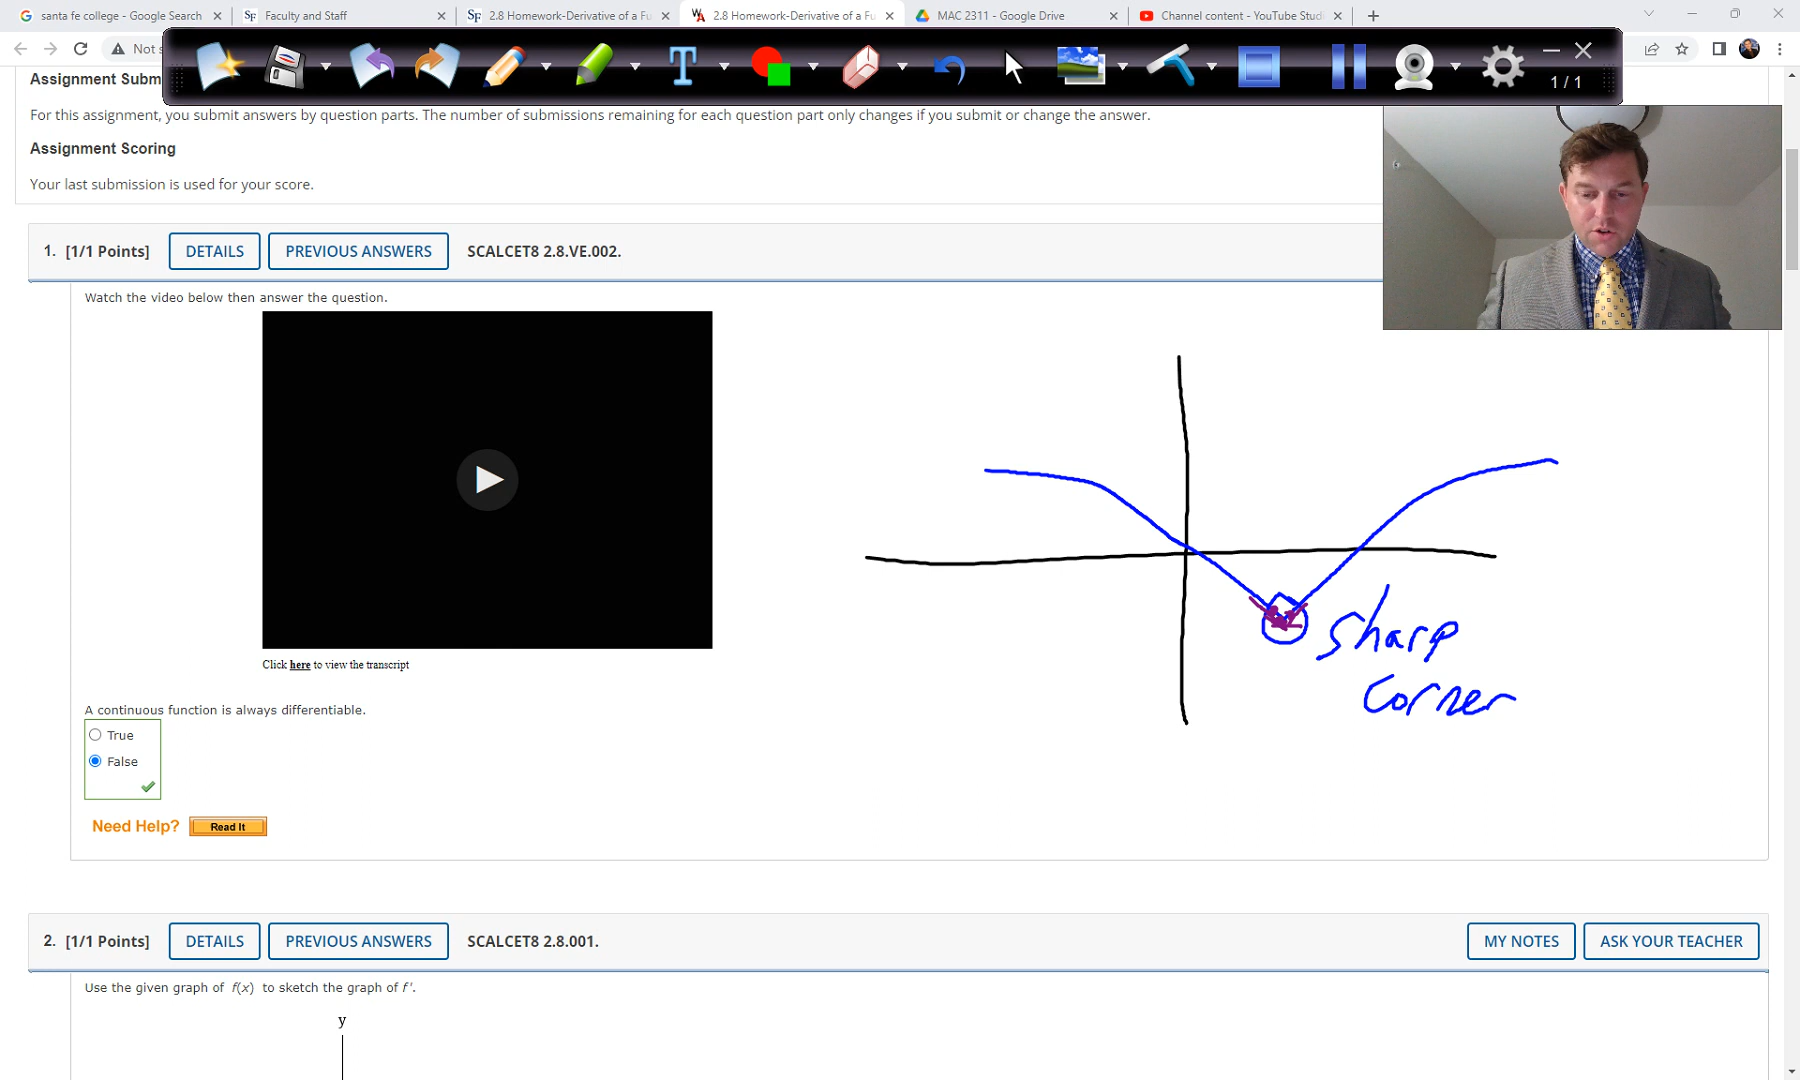 santa fe college - Google Search
Faculty and Staff
2.8 Homework-Derivative of a Fu
2.8 Homework-Derivative of a Fu
MAC 2311 - Google Drive
Channel content - YouTube Studi
Not s
1 / 1
Assignment Subm
For this assignment, you submit answers by question parts. The number of submissions remaining for each question part only changes if you submit or change the answer.
Assignment Scoring
Your last submission is used for your score.
1. [1/1 Points] DETAILS PREVIOUS ANSWERS SCALCET8 2.8.VE.002.
Watch the video below then answer the question.
Click here to view the transcript
sharp
corner
A continuous function is always differentiable.
True
False
Need Help? Read It
2. [1/1 Points] DETAILS PREVIOUS ANSWERS SCALCET8 2.8.001. MY NOTES ASK YOUR TEACHER
Use the given graph of f(x) to sketch the graph of f'.
y